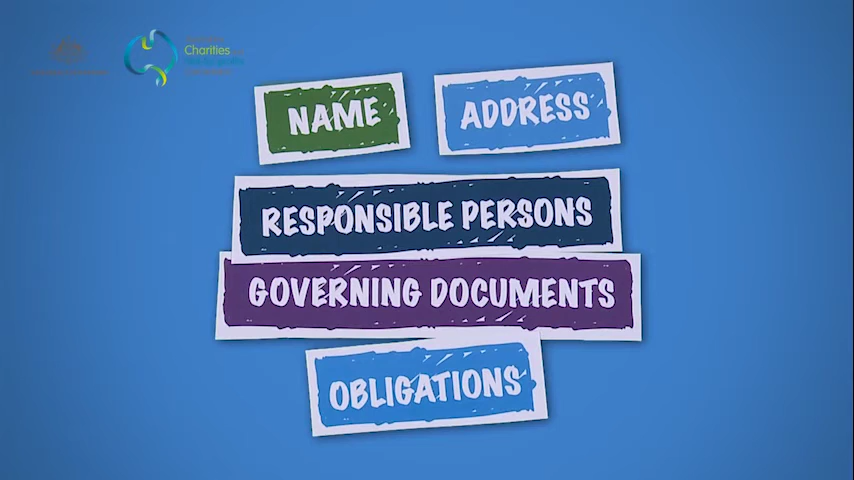 Charities
NAME
ADDRESS
RESPONSIBLE PERSONS
GOVERNING DOCUMENTS
OBLIGATIONS